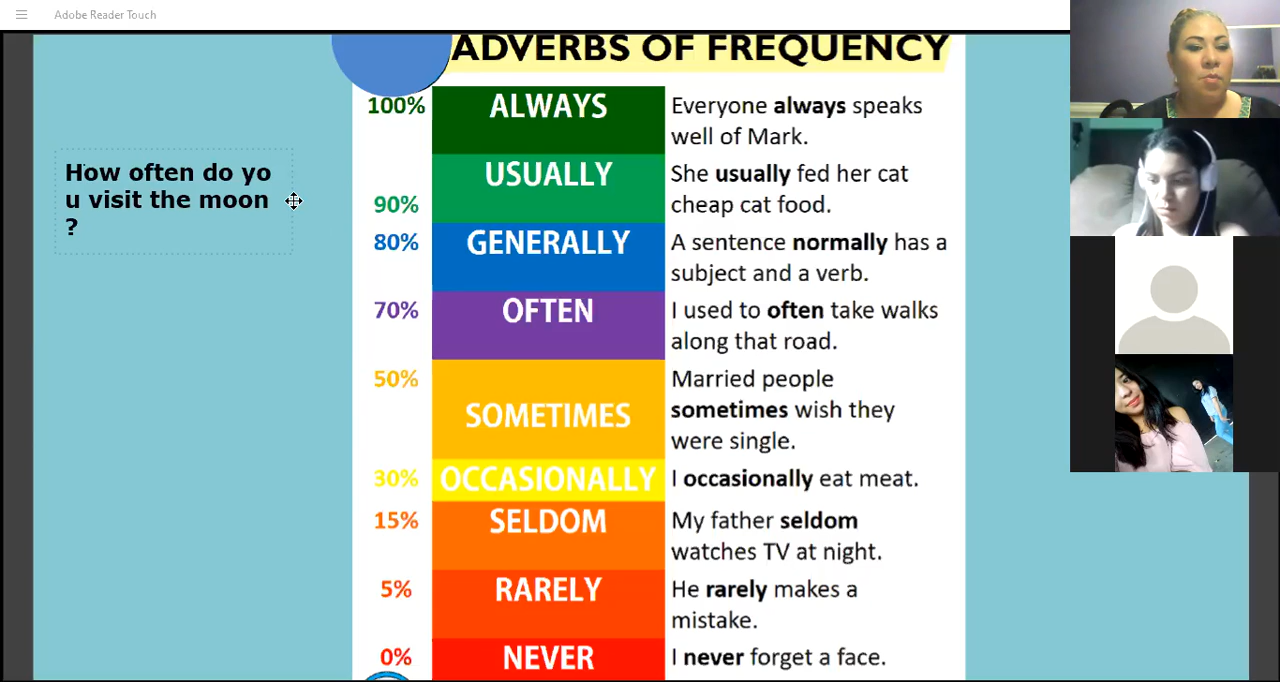 Adobe Reader Touch
ADVERBS OF FREQUENCY
How often do yo
u visit the moon
?
100% ALWAYS Everyone always speaks
well of Mark.
USUALLY She usually fed her cat
90% cheap cat food.
80% GENERALLY A sentence normally has a
subject and a verb.
70% OFTEN I used to often take walks
along that road.
50% Married people
SOMETIMES sometimes wish they
were single.
30% OCCASIONALLY I occasionally eat meat.
15% SELDOM My father seldom
watches TV at night.
5% RARELY He rarely makes a
mistake.
0% NEVER I never forget a face.